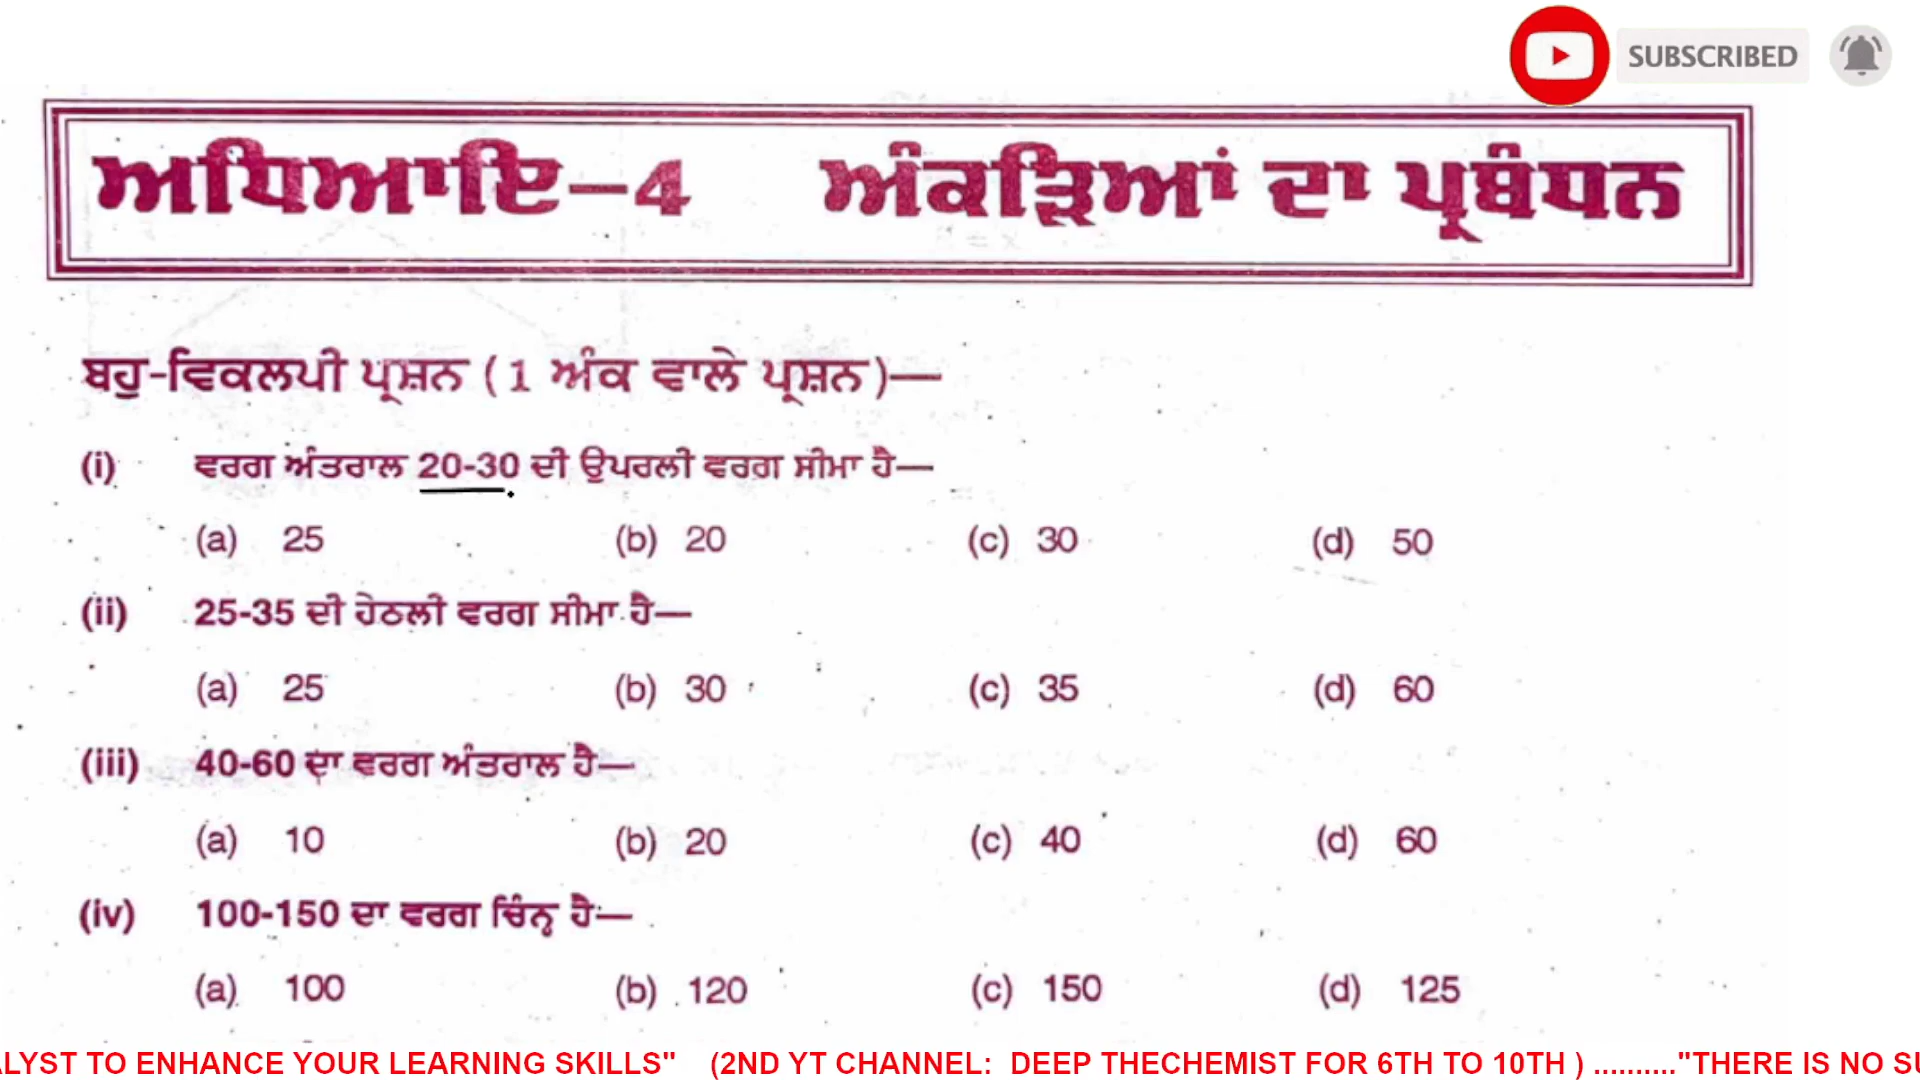 SUBSCRIBED
ਅਧਿਆਇ–4 ਅੰਕੜਿਆਂ ਦਾ ਪ੍ਰਬੰਧਨ
ਬਹੁ-ਵਿਕਲਪੀ ਪ੍ਰਸ਼ਨ (1 ਅੰਕ ਵਾਲੇ ਪ੍ਰਸ਼ਨ)—
(i) ਵਰਗ ਅੰਤਰਾਲ 20-30 ਦੀ ਉਪਰਲੀ ਵਰਗ ਸੀਮਾ ਹੈ—
(a) 25 (b) 20 (c) 30 (d) 50
(ii) 25-35 ਦੀ ਹੇਠਲੀ ਵਰਗ ਸੀਮਾ ਹੈ—
(a) 25 (b) 30 (c) 35 (d) 60
(iii) 40-60 ਦਾ ਵਰਗ ਅੰਤਰਾਲ ਹੈ—
(a) 10 (b) 20 (c) 40 (d) 60
(iv) 100-150 ਦਾ ਵਰਗ ਚਿੰਨ੍ਹ ਹੈ—
(a) 100 (b) 120 (c) 150 (d) 125
ALYST TO ENHANCE YOUR LEARNING SKILLS" (2ND YT CHANNEL: DEEP THECHEMIST FOR 6TH TO 10TH ) .........."THERE IS NO SU